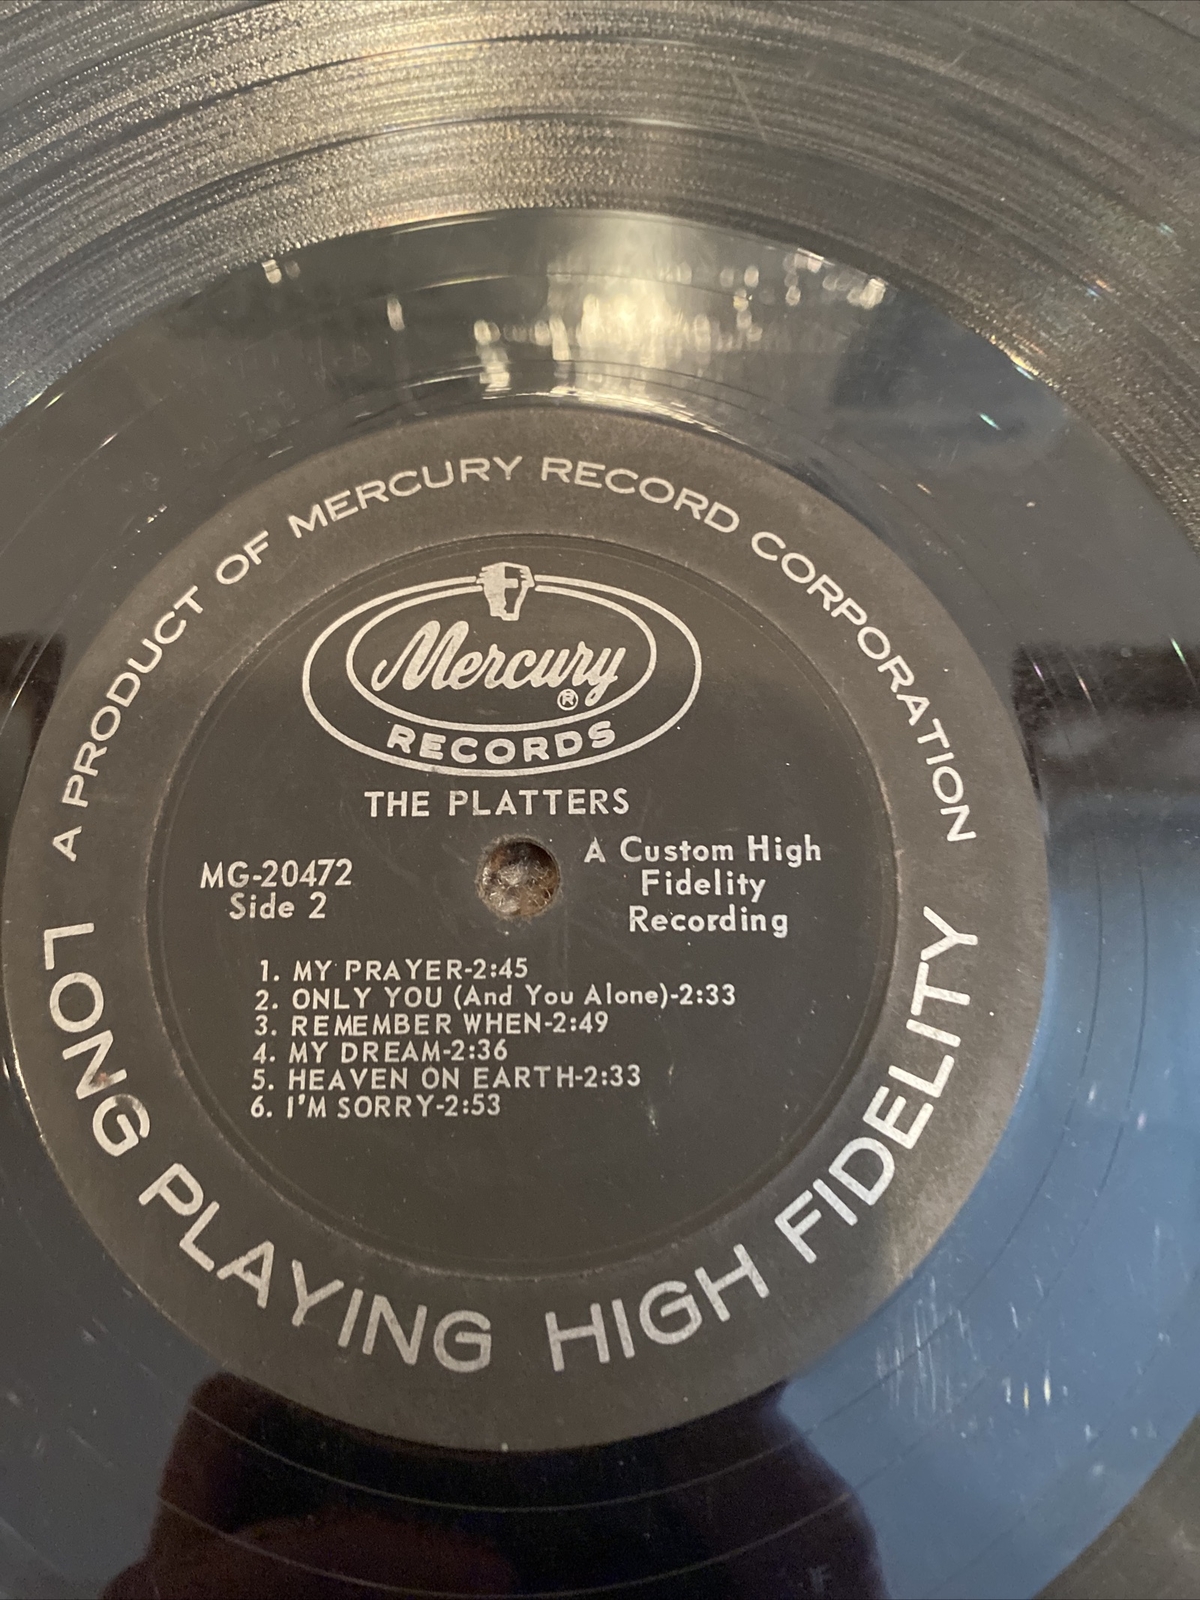 A PRODUCT OF MERCURY RECORD CORPORATION
Mercury
®
RECORDS
THE PLATTERS
MG-20472
Side 2
A Custom High
Fidelity
Recording
1. MY PRAYER-2:45
2. ONLY YOU (And You Alone)-2:33
3. REMEMBER WHEN-2:49
4. MY DREAM-2:36
5. HEAVEN ON EARTH-2:33
6. I'M SORRY-2:53
LONG PLAYING HIGH FIDELITY